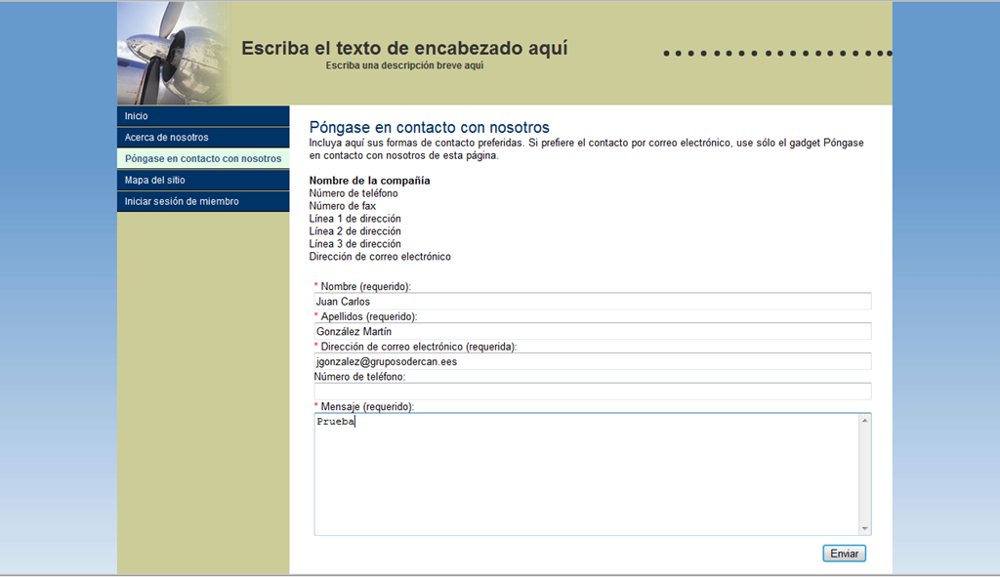 Escriba el texto de encabezado aquí
Escriba una descripción breve aquí
Inicio
Acerca de nosotros
Póngase en contacto con nosotros
Mapa del sitio
Iniciar sesión de miembro
Póngase en contacto con nosotros
Incluya aquí sus formas de contacto preferidas. Si prefiere el contacto por correo electrónico, use sólo el gadget Póngase
en contacto con nosotros de esta página.
Nombre de la compañía
Número de teléfono
Número de fax
Línea 1 de dirección
Línea 2 de dirección
Línea 3 de dirección
Dirección de correo electrónico
* Nombre (requerido):
Juan Carlos
* Apellidos (requerido):
González Martín
* Dirección de correo electrónico (requerida):
jgonzalez@gruposodercan.ees
Número de teléfono:
* Mensaje (requerido):
Prueba
Enviar